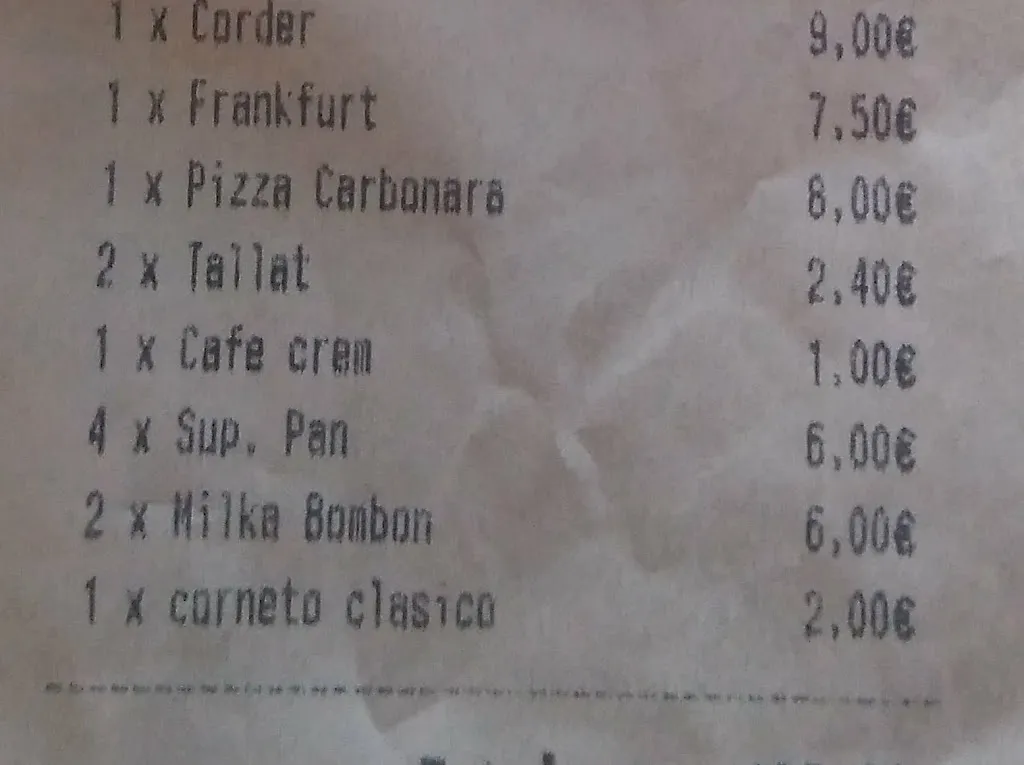 1 x Corder 9,00€
1 x Frankfurt 7,50€
1 x Pizza Carbonara 8,00€
2 x Tallat 2,40€
1 x Cafe crem 1,00€
4 x Sup. Pan 6,00€
2 x Milka Bombon 6,00€
1 x corneto clasico 2,00€